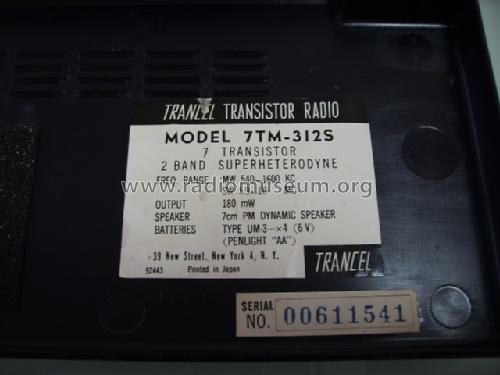 TRANCEL TRANSISTOR RADIO
MODEL 7TM-312S
7 TRANSISTOR
2 BAND SUPERHETERODYNE
FREQ. RANGE MW 540~1600 KC
SW
OUTPUT 180 mW
SPEAKER 7cm PM DYNAMIC SPEAKER
BATTERIES TYPE UM-3···×4 (6V)
(PENLIGHT "AA")
39 New Street, New York 4, N. Y.
92443 Printed in Japan
TRANCEL
SERIAL NO. 00611541
www.radiomuseum.org